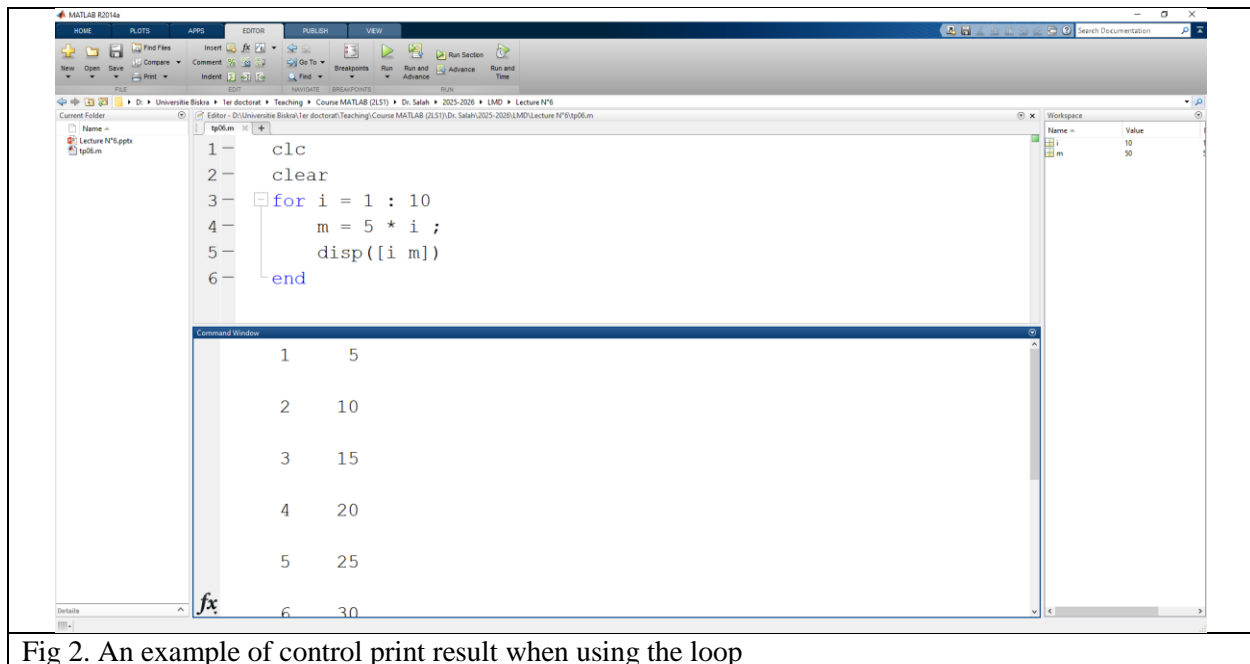 MATLAB R2014a
HOME PLOTS APPS EDITOR PUBLISH VIEW
Search Documentation
New Open Save Find Files Compare Print
Insert Comment Indent fx
Go To Find
Breakpoints Run Run and Advance Run Section Advance Run and Time
FILE EDIT NAVIGATE BREAKPOINTS RUN
D: Universitie Biskra 1er doctorat Teaching Course MATLAB (2LS1) Dr. Salah 2025-2026 LMD Lecture N°6
Current Folder
Name
Lecture N°6.pptx
tp06.m
Details
Editor - D:\Universitie Biskra\1er doctorat\Teaching\Course MATLAB (2LS1)\Dr. Salah\2025-2026\LMD\Lecture N°6\tp06.m
tp06.m
1 clc
2 clear
3 for i = 1 : 10
4 m = 5 * i ;
5 disp([i m])
6 end
Command Window
1 5
2 10
3 15
4 20
5 25
6 30
fx
Workspace
Name Value
i 10
m 50
Fig 2. An example of control print result when using the loop